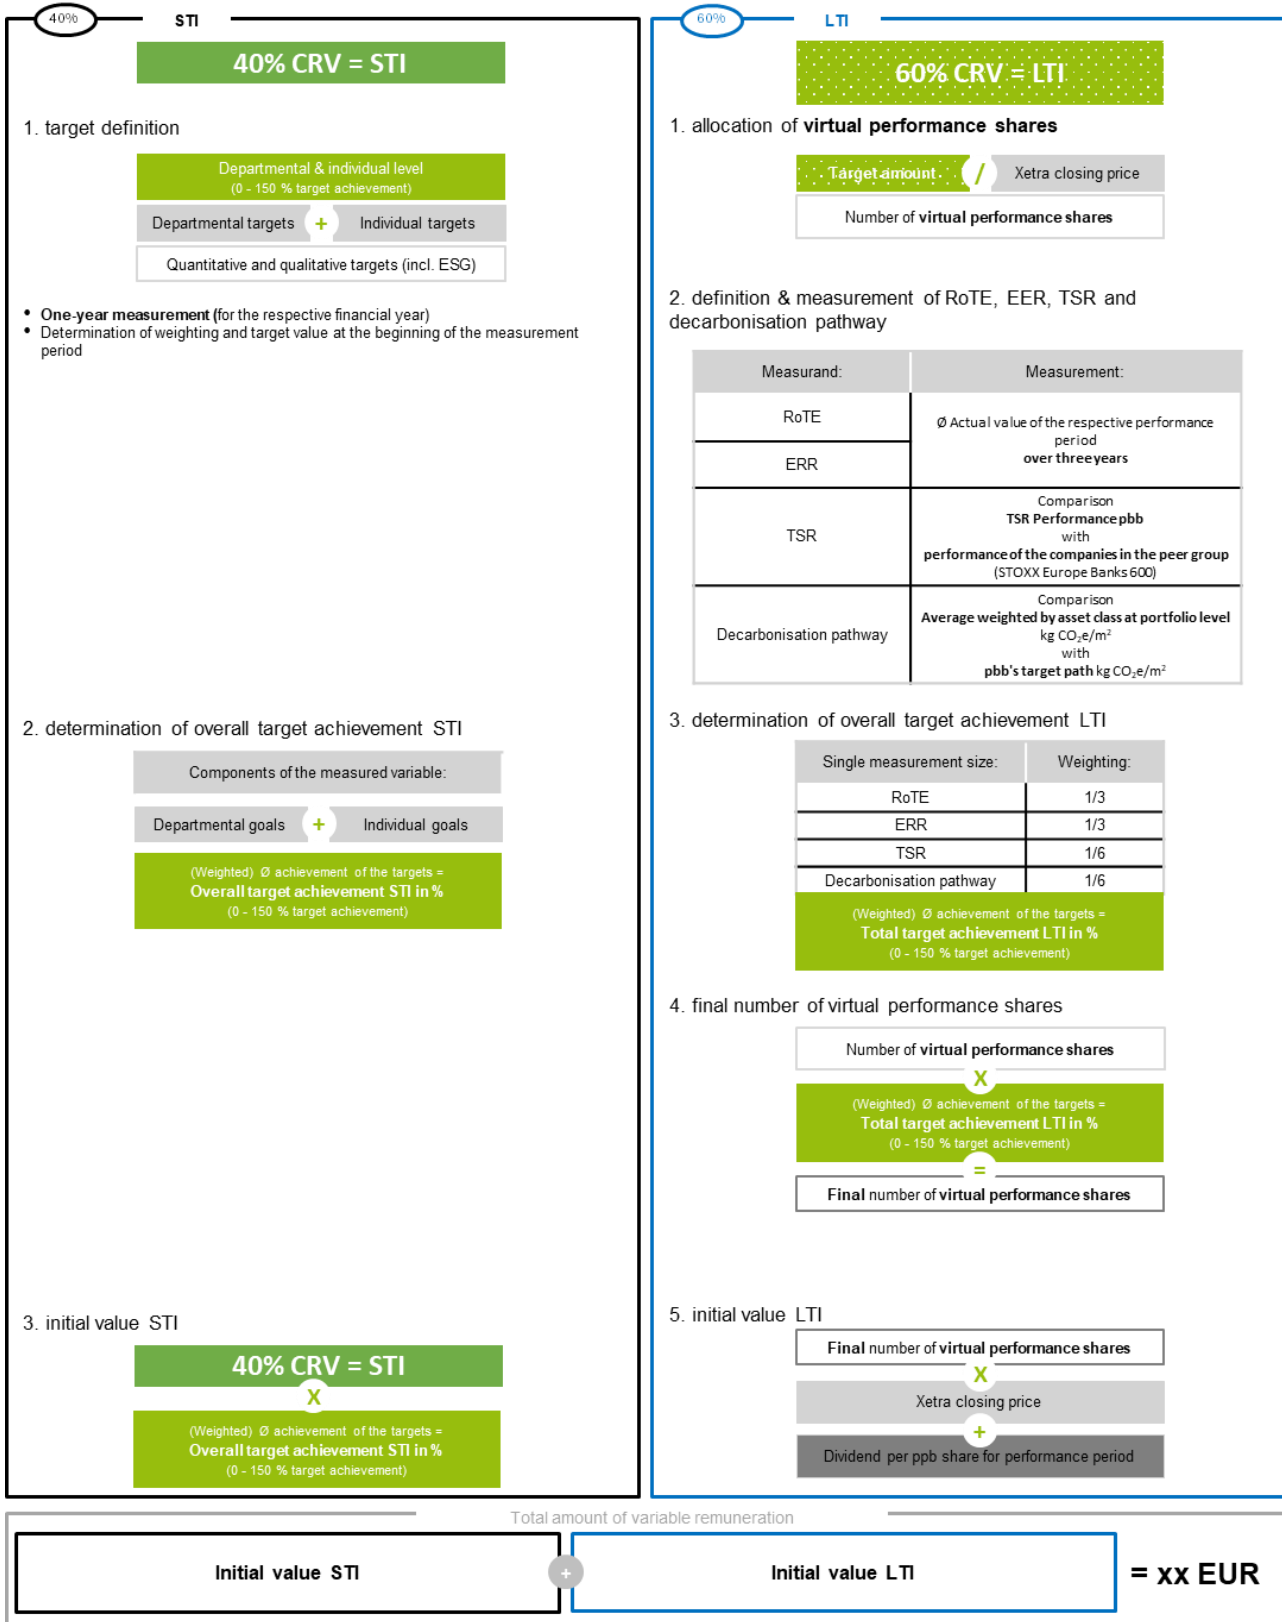 40%
STI
40% CRV = STI
1. target definition
Departmental & individual level
(0 - 150 % target achievement)
Departmental targets + Individual targets
Quantitative and qualitative targets (incl. ESG)
• One-year measurement (for the respective financial year)
• Determination of weighting and target value at the beginning of the measurement
period
2. determination of overall target achievement STI
Components of the measured variable:
Departmental goals + Individual goals
(Weighted) Ø achievement of the targets =
Overall target achievement STI in %
(0 - 150 % target achievement)
3. initial value STI
40% CRV = STI
X
(Weighted) Ø achievement of the targets =
Overall target achievement STI in %
(0 - 150 % target achievement)
60%
LTI
60% CRV = LTI
1. allocation of virtual performance shares
Target amount / Xetra closing price
Number of virtual performance shares
2. definition & measurement of RoTE, EER, TSR and
decarbonisation pathway
Measurand: Measurement:
RoTE
ERR
Ø Actual value of the respective performance
period
over three years
TSR
Comparison
TSR Performance pbb
with
performance of the companies in the peer group
(STOXX Europe Banks 600)
Decarbonisation pathway
Comparison
Average weighted by asset class at portfolio level
kg CO₂e/m²
with
pbb's target path kg CO₂e/m²
3. determination of overall target achievement LTI
Single measurement size: Weighting:
RoTE 1/3
ERR 1/3
TSR 1/6
Decarbonisation pathway 1/6
(Weighted) Ø achievement of the targets =
Total target achievement LTI in %
(0 - 150 % target achievement)
4. final number of virtual performance shares
Number of virtual performance shares
X
(Weighted) Ø achievement of the targets =
Total target achievement LTI in %
(0 - 150 % target achievement)
=
Final number of virtual performance shares
5. initial value LTI
Final number of virtual performance shares
X
Xetra closing price
+
Dividend per ppb share for performance period
Total amount of variable remuneration
Initial value STI + Initial value LTI = xx EUR